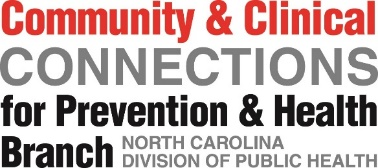 Community & Clinical
CONNECTIONS
for Prevention & Health
Branch NORTH CAROLINA
DIVISION OF PUBLIC HEALTH